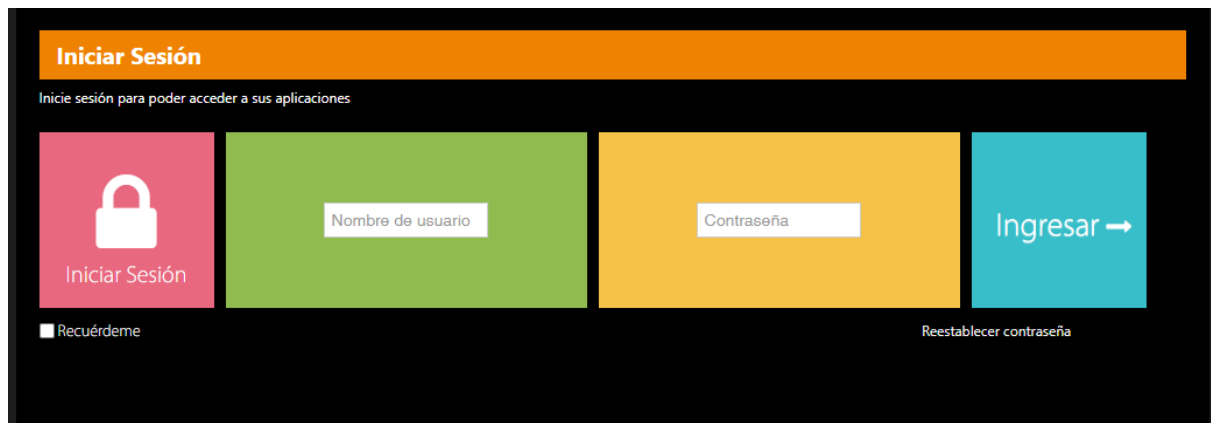 Iniciar Sesión
Inicie sesión para poder acceder a sus aplicaciones
Iniciar Sesión
Nombre de usuario
Contraseña
Ingresar
Recuérdeme
Reestablecer contraseña